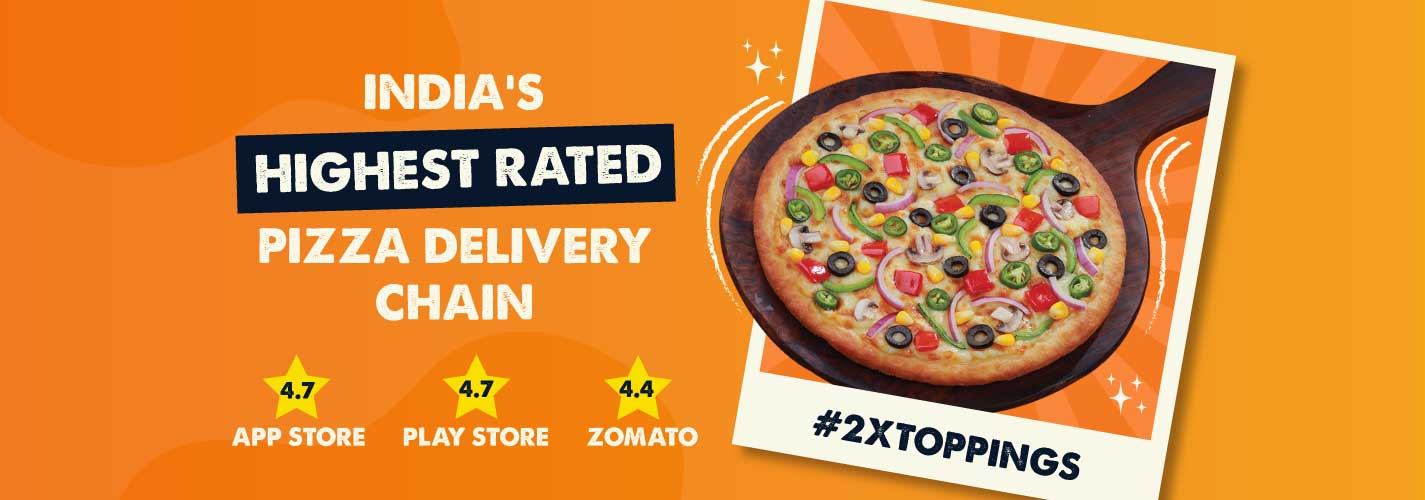 INDIA'S
HIGHEST RATED
PIZZA DELIVERY
CHAIN
4.7
4.7
4.4
APP STORE
PLAY STORE
ZOMATO
#2XTOPPINGS